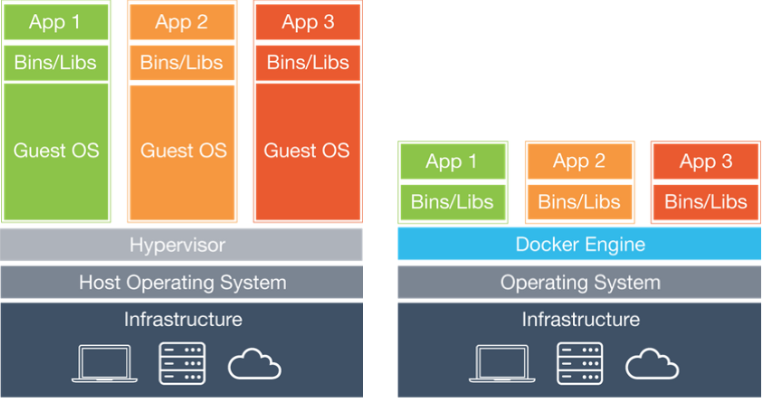 App 1
App 2
App 3
Bins/Libs
Bins/Libs
Bins/Libs
Guest OS
Guest OS
Guest OS
Hypervisor
Host Operating System
Infrastructure
App 1
App 2
App 3
Bins/Libs
Bins/Libs
Bins/Libs
Docker Engine
Operating System
Infrastructure